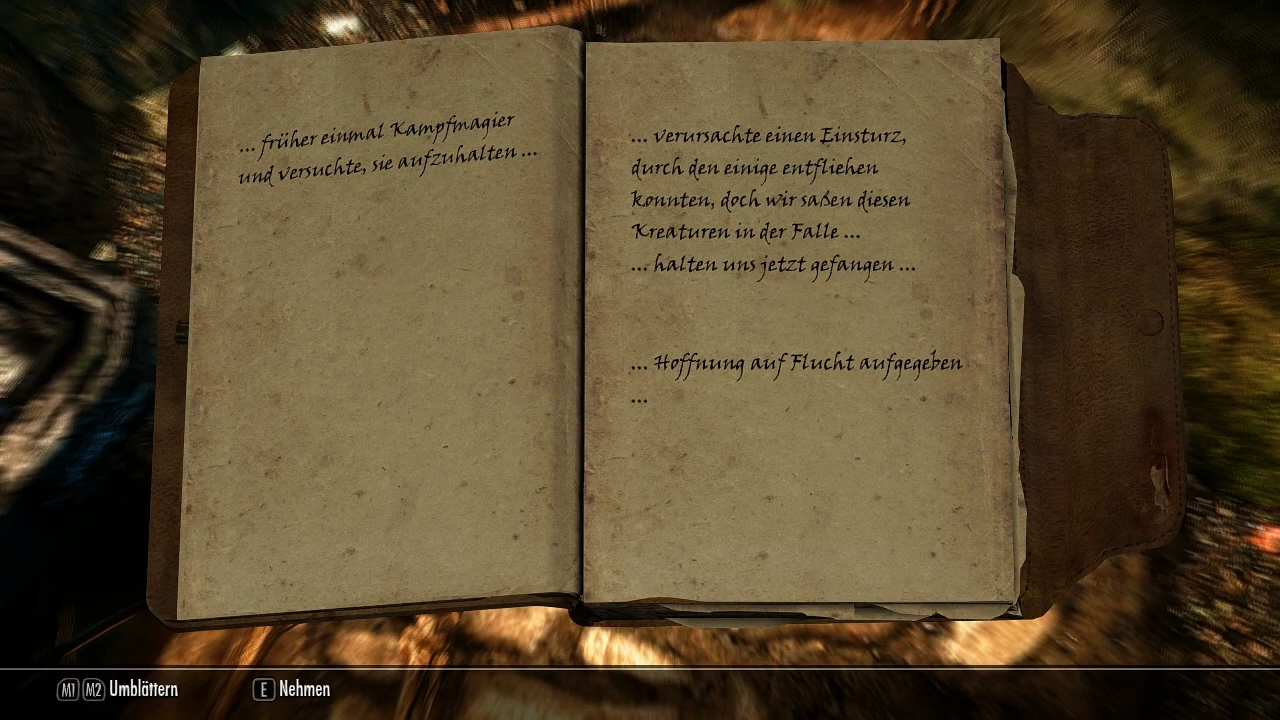 ... früher einmal Kampfmagier
und versuchte, sie aufzuhalten ...
... verursachte einen Einsturz,
durch den einige entfliehen
konnten, doch wir saßen diesen
Kreaturen in der Falle ...
... halten uns jetzt gefangen ...
... Hoffnung auf Flucht aufgegeben
...
M1 M2 Umblättern
E Nehmen